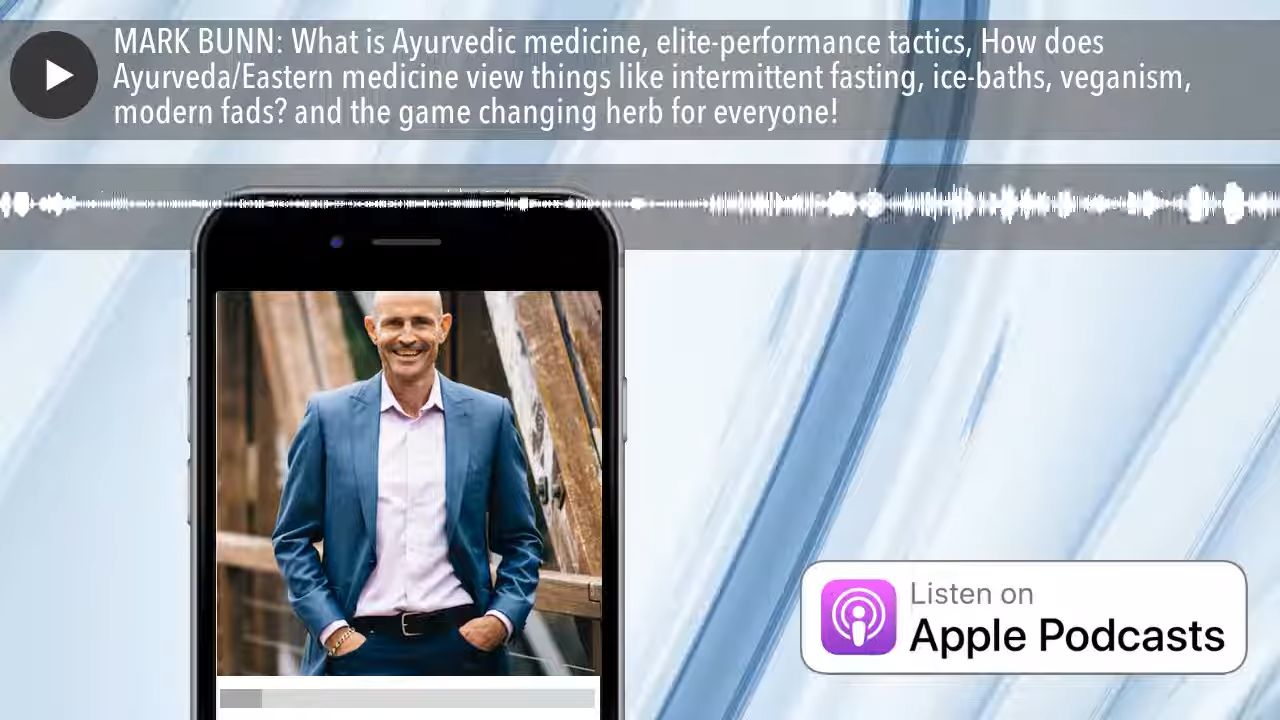 MARK BUNN: What is Ayurvedic medicine, elite-performance tactics, How does
Ayurveda/Eastern medicine view things like intermittent fasting, ice-baths, veganism,
modern fads? and the game changing herb for everyone!
Listen on
Apple Podcasts